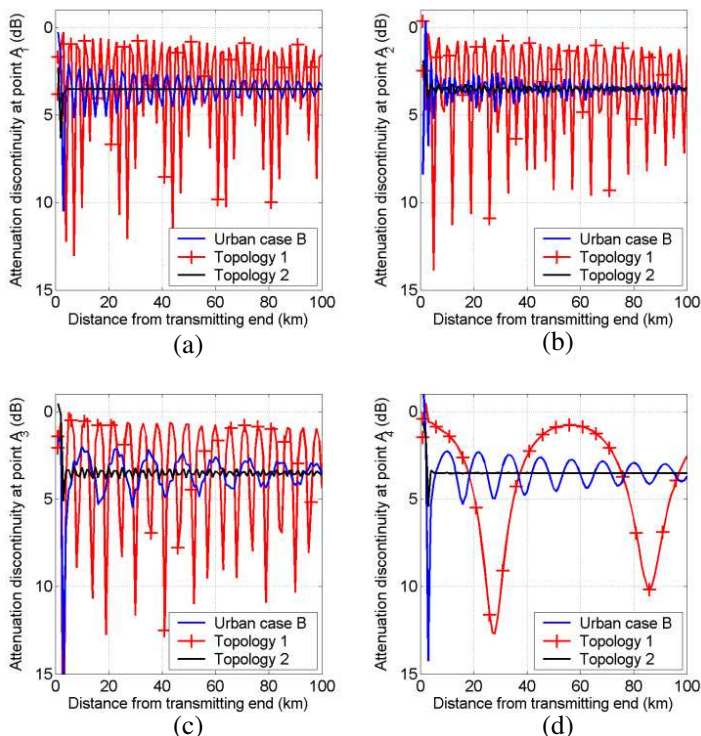 Attenuation discontinuity at point A1 (dB)
0
5
10
15
0 20 40 60 80 100
Distance from transmitting end (km)
Urban case B
Topology 1
Topology 2
(a)
Attenuation discontinuity at point A2 (dB)
0
5
10
15
0 20 40 60 80 100
Distance from transmitting end (km)
Urban case B
Topology 1
Topology 2
(b)
Attenuation discontinuity at point A3 (dB)
0
5
10
15
0 20 40 60 80 100
Distance from transmitting end (km)
Urban case B
Topology 1
Topology 2
(c)
Attenuation discontinuity at point A4 (dB)
0
5
10
15
0 20 40 60 80 100
Distance from transmitting end (km)
Urban case B
Topology 1
Topology 2
(d)